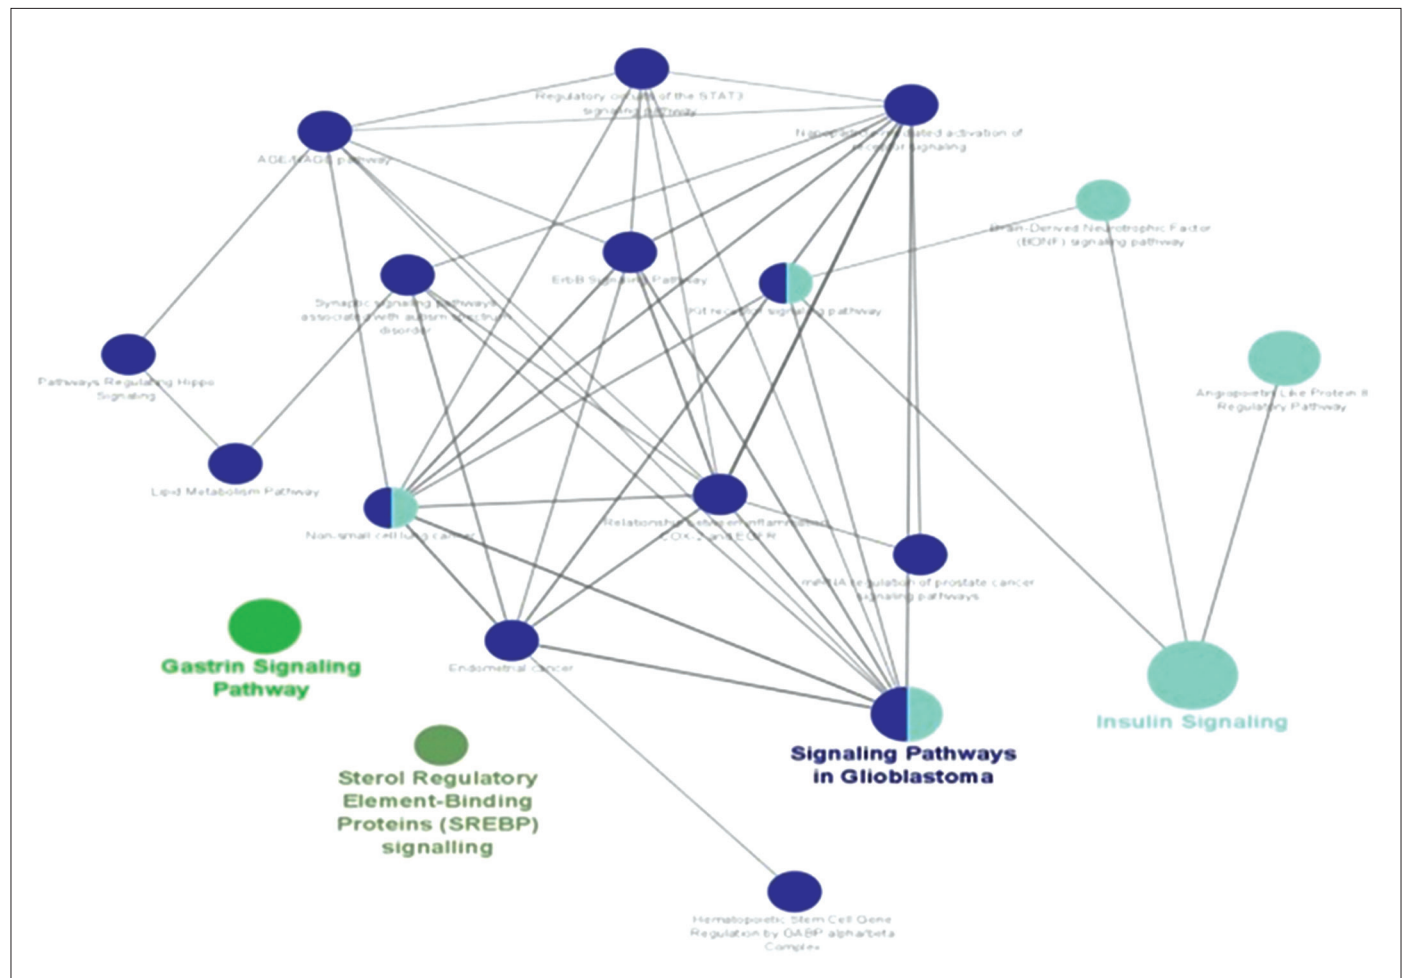 Regulatory circuits of the STAT3
signaling pathway
Nanoparticle-mediated activation of
receptor signaling
AGE/RAGE pathway
Brain-Derived Neurotrophic Factor
(BDNF) signaling pathway
ErbB Signaling Pathway
Synaptic signaling pathways
associated with autism spectrum
disorder
Kit receptor signaling pathway
Pathways Regulating Hippo
Signaling
Angiopoietin Like Protein 8
Regulatory Pathway
Lipid Metabolism Pathway
Non-small cell lung cancer
Relationship between inflammation,
COX-2 and EGFR
mRNA regulation of prostate cancer
signaling pathways
Gastrin Signaling
Pathway
Endometrial cancer
Insulin Signaling
Signaling Pathways
in Glioblastoma
Sterol Regulatory
Element-Binding
Proteins (SREBP)
signalling
Hematopoietic Stem Cell Gene
Regulation by GABP alpha/beta
Complex